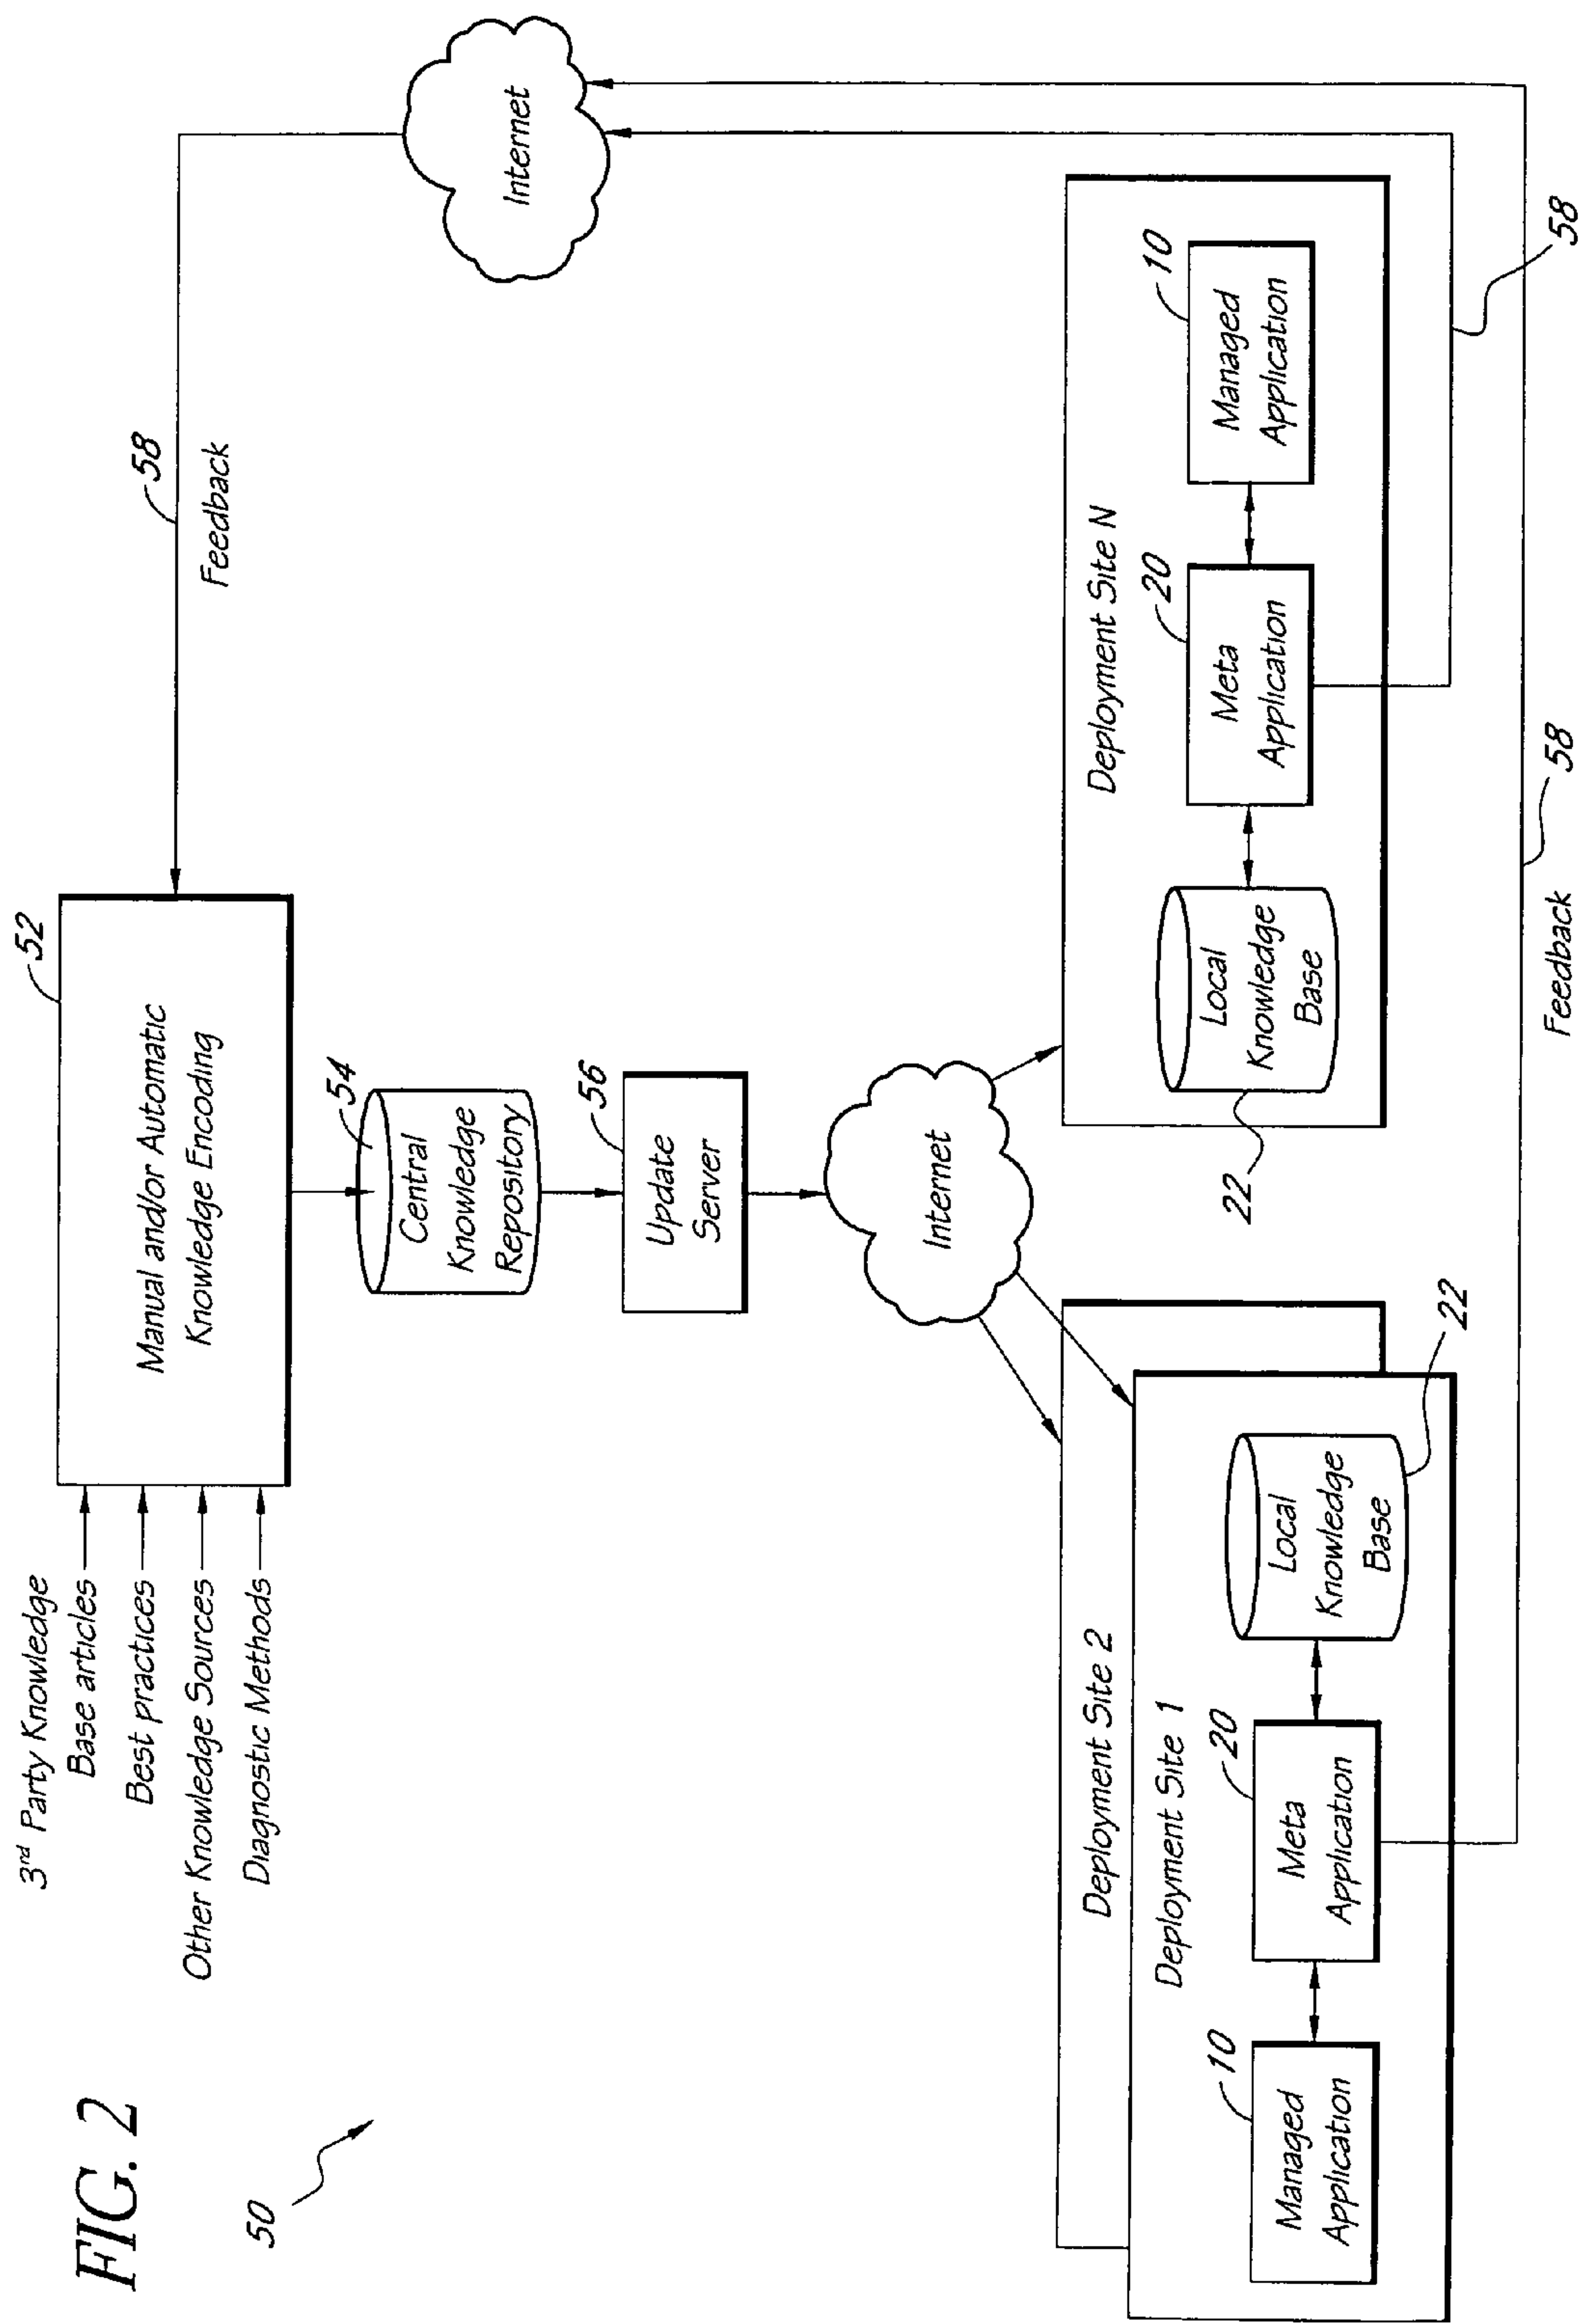 FIG. 2
50
3rd Party Knowledge
Base articles
Best practices
Other Knowledge Sources
Diagnostic Methods
52
Manual and/or Automatic
Knowledge Encoding
58
Feedback
Internet
54
Central
Knowledge
Repository
56
Update
Server
Internet
Deployment Site 2
Deployment Site 1
10
Managed
Application
20
Meta
Application
Local
Knowledge
Base
22
Deployment Site N
22
Local
Knowledge
Base
20
Meta
Application
10
Managed
Application
58
58
Feedback